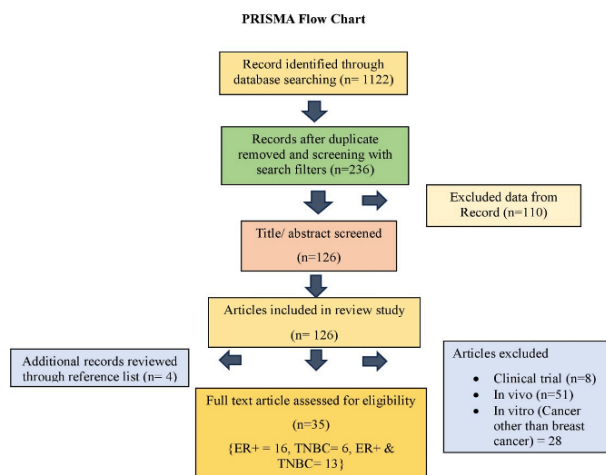 PRISMA Flow Chart
Record identified through
database searching (n= 1122)
Records after duplicate
removed and screening with
search filters (n=236)
Excluded data from
Record (n=110)
Title/ abstract screened
(n=126)
Articles included in review study
(n= 126)
Additional records reviewed
through reference list (n= 4)
Articles excluded
• Clinical trial (n=8)
• In vivo (n=51)
• In vitro (Cancer
other than breast
cancer) = 28
Full text article assessed for eligibility
(n=35)
{ER+ = 16, TNBC= 6, ER+ &
TNBC= 13}